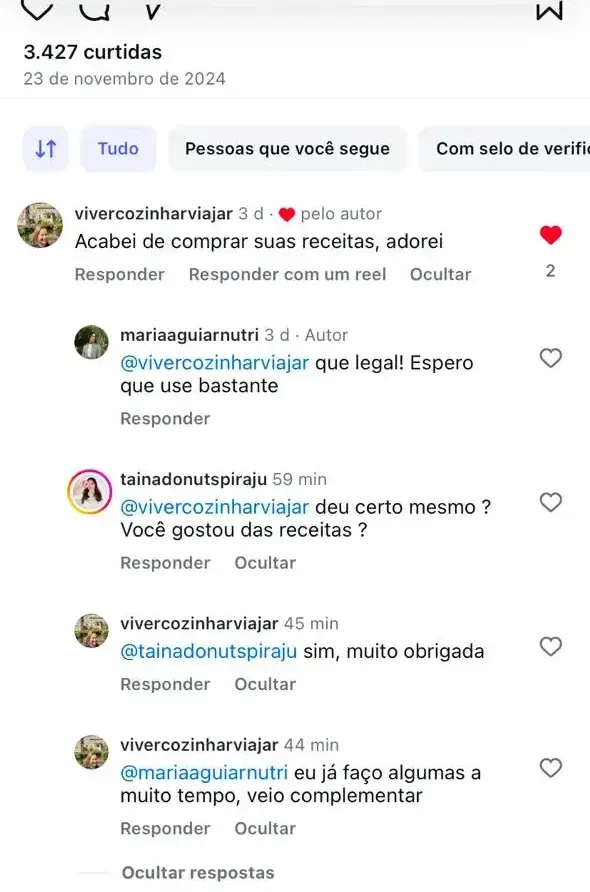 3.427 curtidas
23 de novembro de 2024
Tudo
Pessoas que você segue
Com selo de verific
vivercozinharviajar 3 d · ❤️ pelo autor
Acabei de comprar suas receitas, adorei
Responder Responder com um reel Ocultar
2
mariaaguiarnutri 3 d · Autor
@vivercozinharviajar que legal! Espero
que use bastante
Responder
tainadonutspiraju 59 min
@vivercozinharviajar deu certo mesmo ?
Você gostou das receitas ?
Responder Ocultar
vivercozinharviajar 45 min
@tainadonutspiraju sim, muito obrigada
Responder Ocultar
vivercozinharviajar 44 min
@mariaaguiarnutri eu já faço algumas a
muito tempo, veio complementar
Responder Ocultar
Ocultar respostas